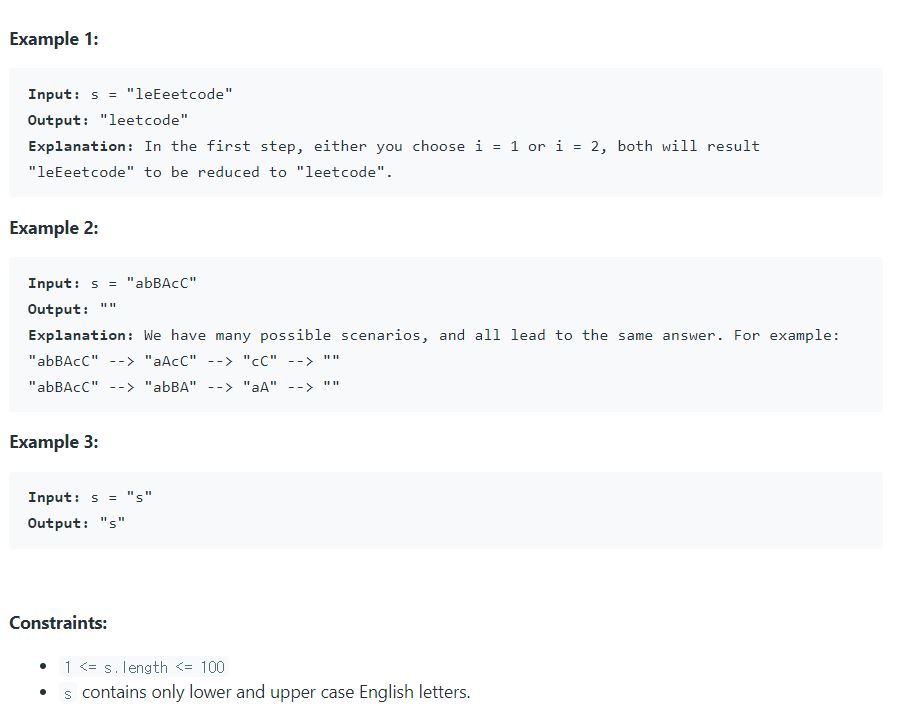 Example 1:
Input: s = "leEeetcode"
Output: "leetcode"
Explanation: In the first step, either you choose i = 1 or i = 2, both will result
"leEeetcode" to be reduced to "leetcode".
Example 2:
Input: s = "abBAcC"
Output: ""
Explanation: We have many possible scenarios, and all lead to the same answer. For example:
"abBAcC" --> "aAcC" --> "cC" --> ""
"abBAcC" --> "abBA" --> "aA" --> ""
Example 3:
Input: s = "s"
Output: "s"
Constraints:
• 1 <= s.length <= 100
• s contains only lower and upper case English letters.